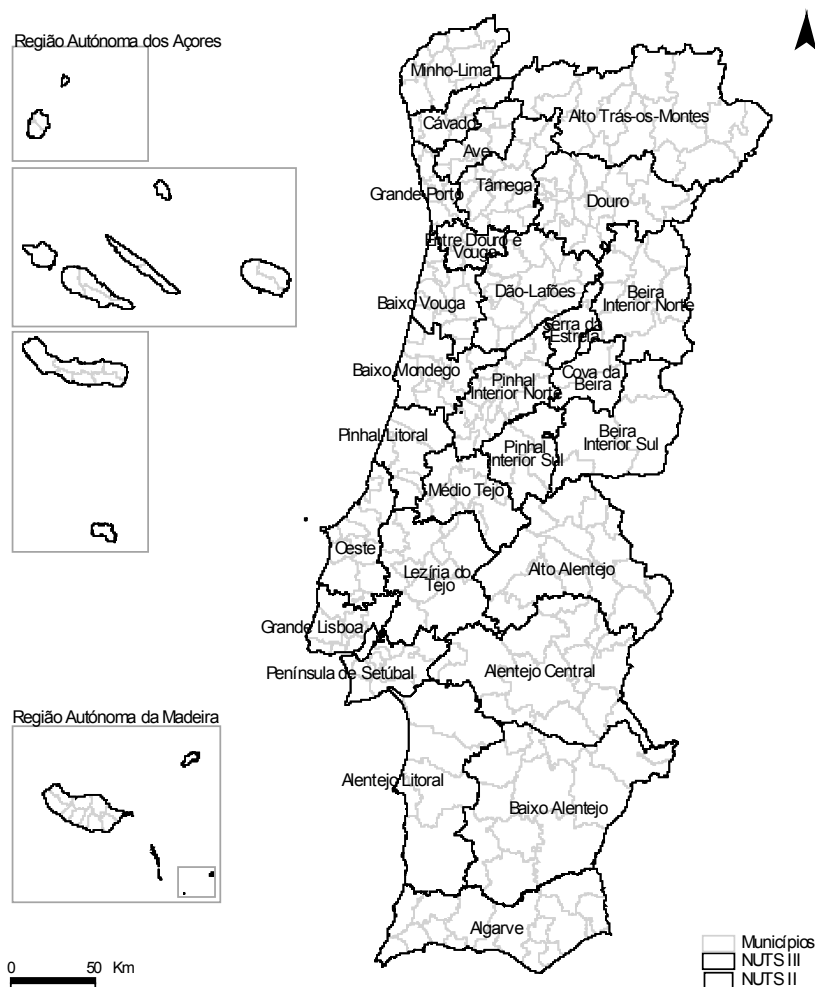 Região Autónoma dos Açores
Minho-Lima
Alto Trás-os-Montes
Cávado
Ave
Tâmega
Grande Porto
Douro
Entre Douro e
Vouga
Dão-Lafões
Beira
Interior Norte
Baixo Vouga
Serra da
Estrela
Baixo Mondego
Cova da
Beira
Pinhal
Interior Norte
Pinhal Litoral
Beira
Interior Sul
Pinhal
Interior Sul
Médio Tejo
Oeste
Lezíria do
Tejo
Alto Alentejo
Grande Lisboa
Península de Setúbal
Alentejo Central
Região Autónoma da Madeira
Alentejo Litoral
Baixo Alentejo
Algarve
Municípios
NUTS III
NUTS II
0 50 Km